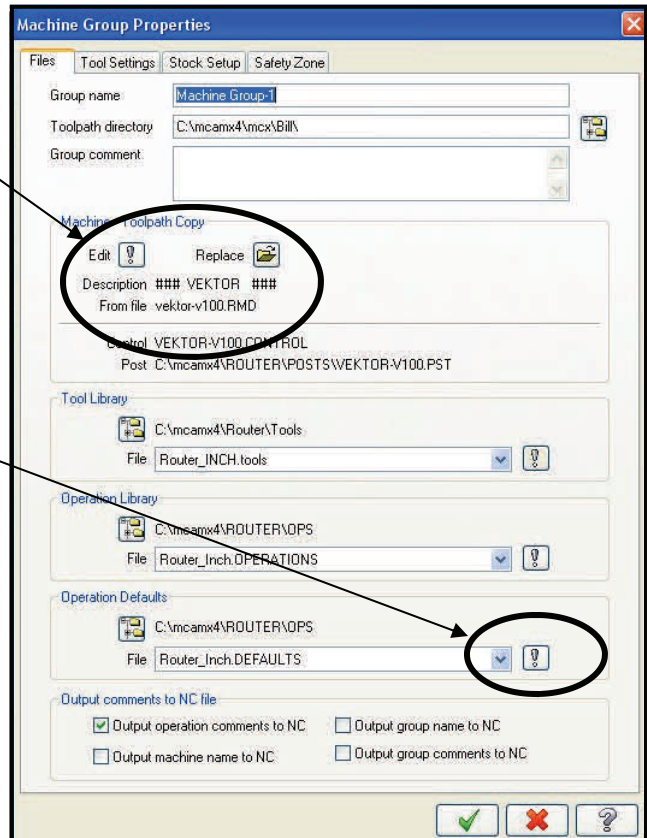 Machine Group Properties
Files Tool Settings Stock Setup Safety Zone
Group name Machine Group-1
Toolpath directory C:\mcamx4\mcx\Bill\
Group comment
Machine - Toolpath Copy
Edit Replace
Description ### VEKTOR ###
From file vektor-v100.RMD
Control VEKTOR-V100.CONTROL
Post C:\mcamx4\ROUTER\POSTS\VEKTOR-V100.PST
Tool Library
C:\mcamx4\Router\Tools
File Router_INCH.tools
Operation Library
C:\mcamx4\ROUTER\OPS
File Router_Inch.OPERATIONS
Operation Defaults
C:\mcamx4\ROUTER\OPS
File Router_Inch.DEFAULTS
Output comments to NC file
Output operation comments to NC Output group name to NC
Output machine name to NC Output group comments to NC